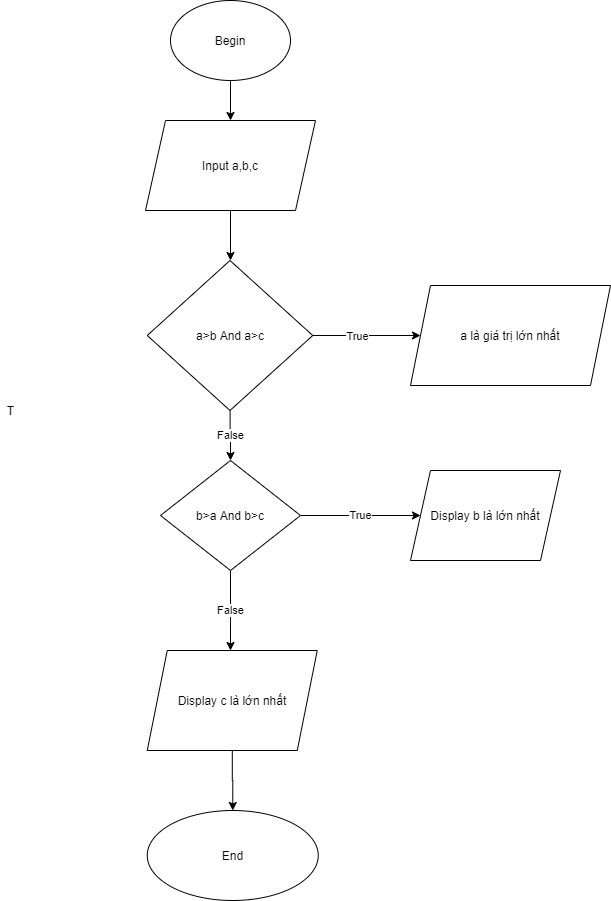 Begin
Input a,b,c
a>b And a>c
True
a là giá trị lớn nhất
T
False
b>a And b>c
True
Display b là lớn nhất
False
Display c là lớn nhất
End